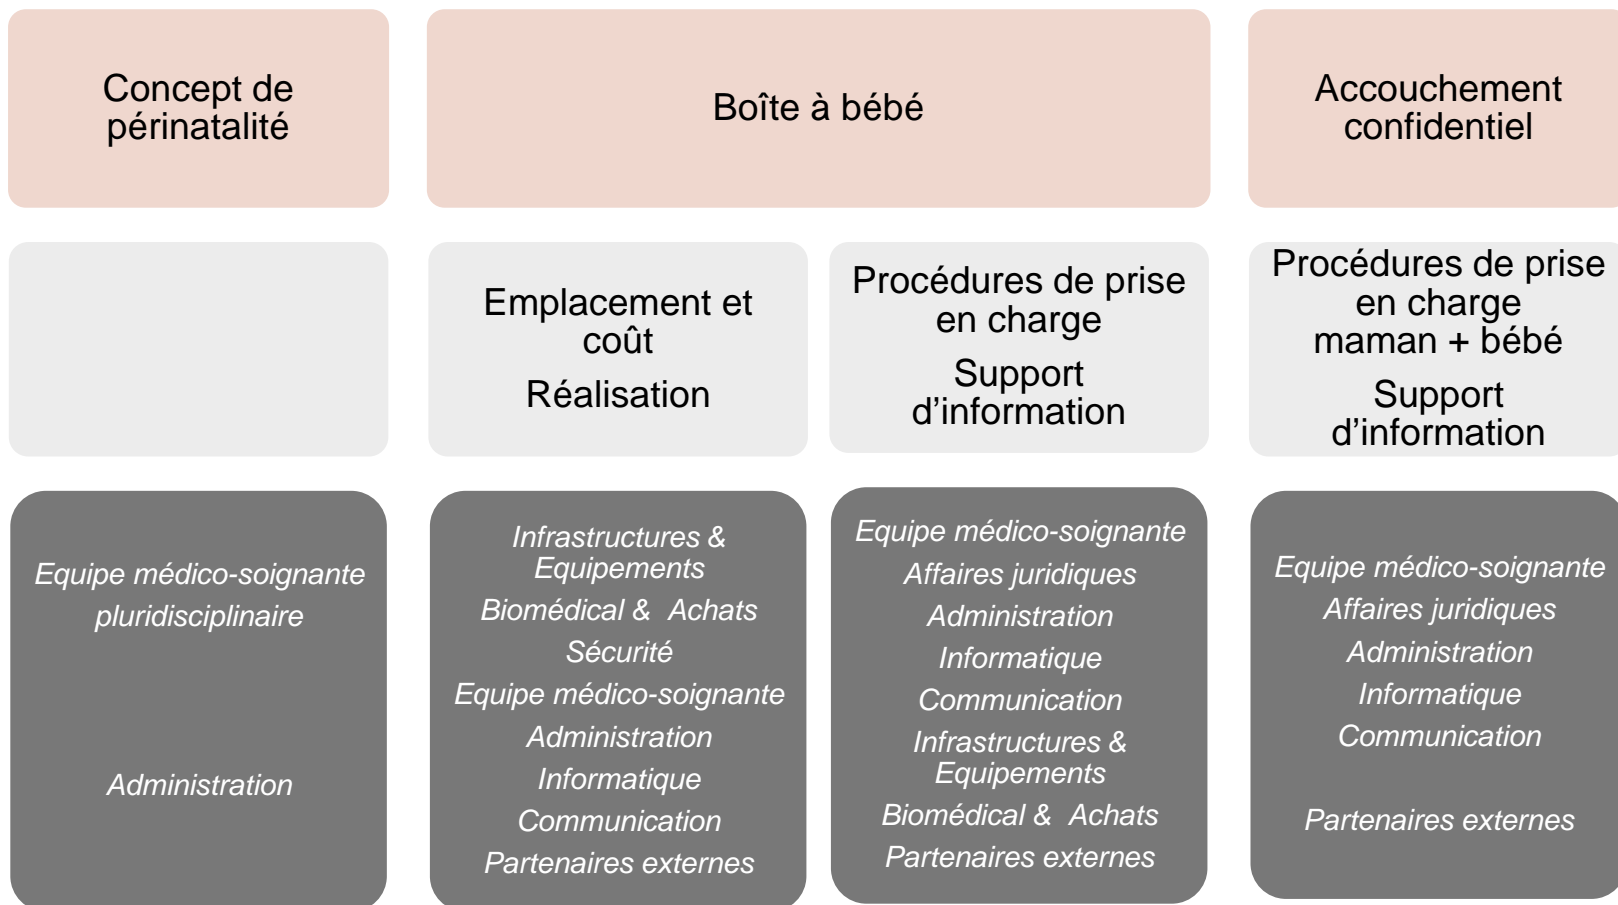 Concept de
périnatalité
Boîte à bébé
Accouchement
confidentiel
Emplacement et
coût
Réalisation
Procédures de prise
en charge
Support
d’information
Procédures de prise
en charge
maman + bébé
Support
d’information
Equipe médico-soignante
pluridisciplinaire
Administration
Infrastructures &
Equipements
Biomédical & Achats
Sécurité
Equipe médico-soignante
Administration
Informatique
Communication
Partenaires externes
Equipe médico-soignante
Affaires juridiques
Administration
Informatique
Communication
Infrastructures &
Equipements
Biomédical & Achats
Partenaires externes
Equipe médico-soignante
Affaires juridiques
Administration
Informatique
Communication
Partenaires externes